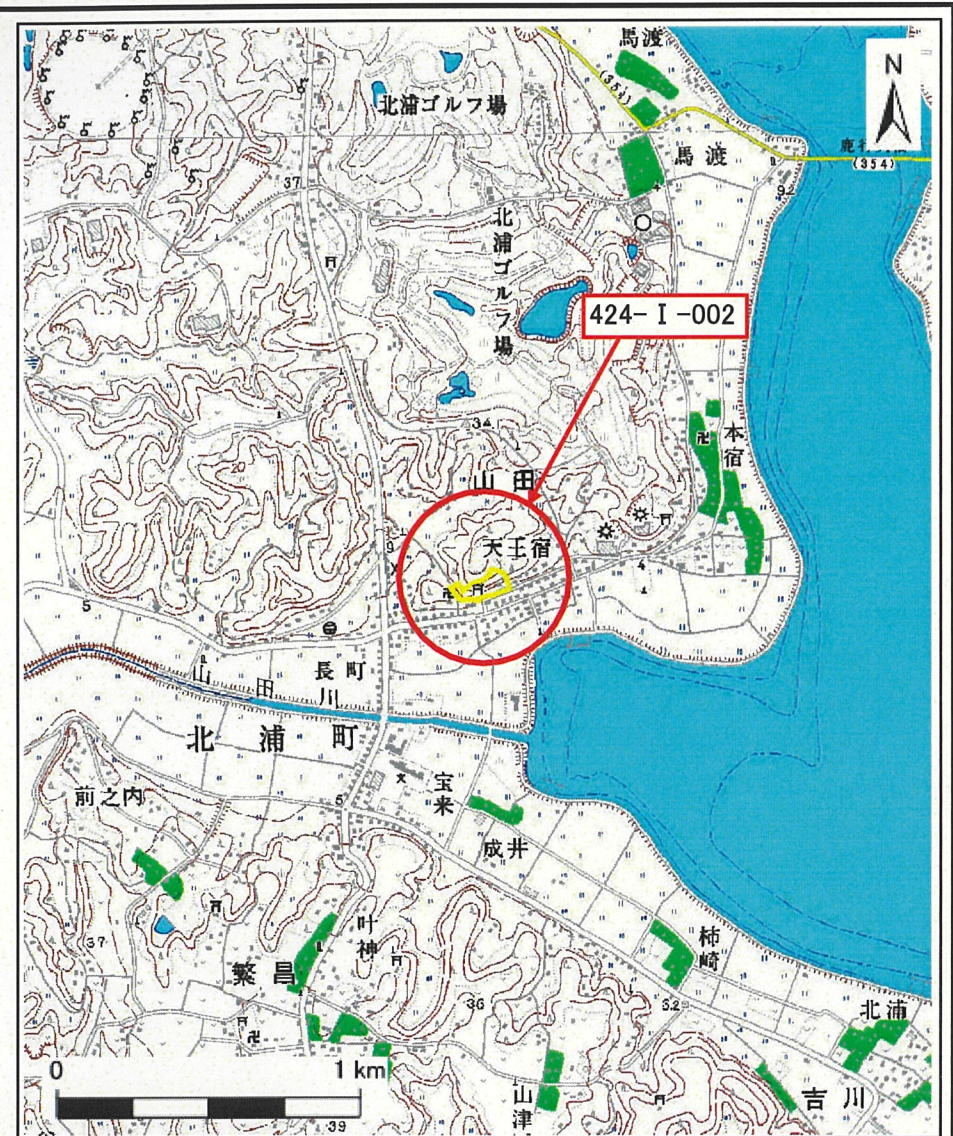 馬渡
N
(354)
北浦ゴルフ場
馬渡
(354)
37
北浦ゴルフ場
424-Ⅰ-002
34
本宿
山田
天王宿
9
4
5
長町
山田川
北浦町
宝来
前之内
5
成井
叶神
柿崎
37
繁昌
36
32
北浦
0
1 km
山津
吉川
39